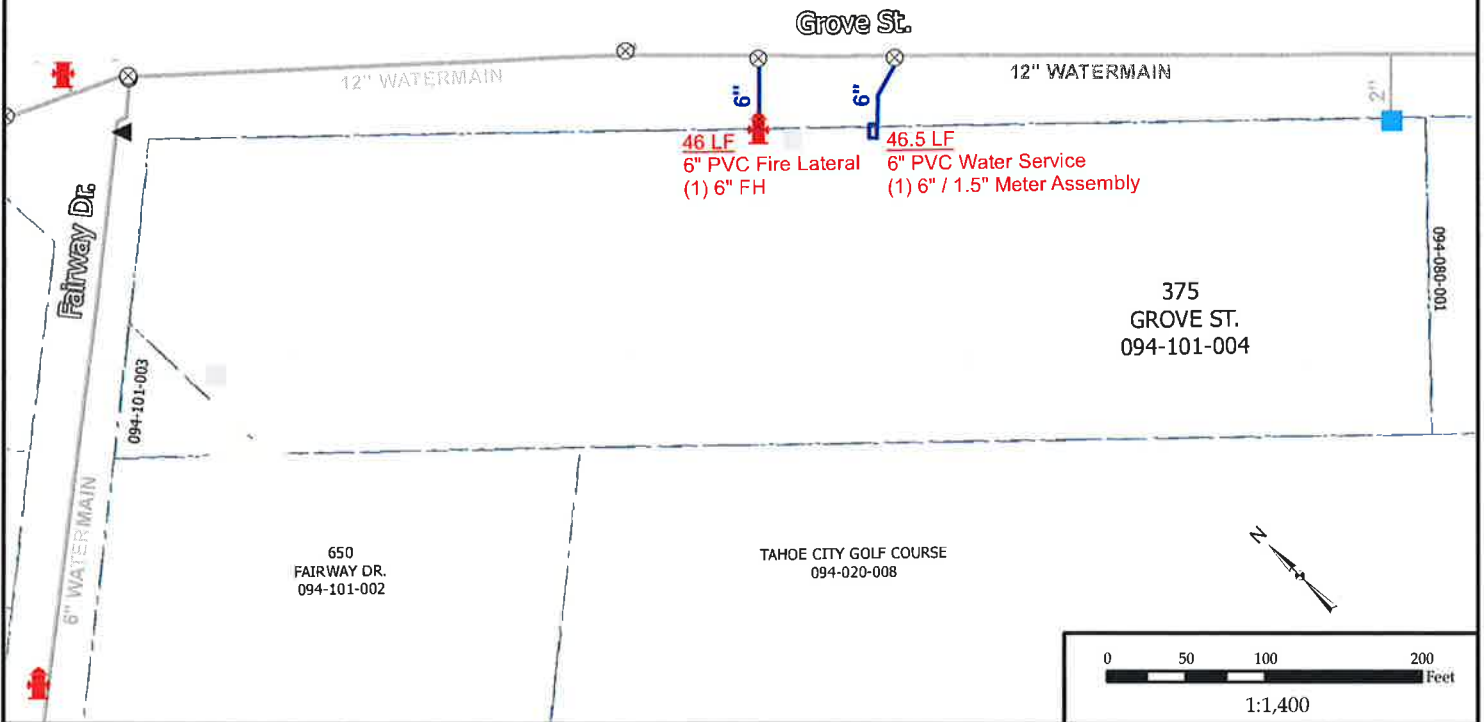 Grove St.
12" WATERMAIN
12" WATERMAIN
6"
6"
2"
46 LF
6" PVC Fire Lateral
(1) 6" FH
46.5 LF
6" PVC Water Service
(1) 6" / 1.5" Meter Assembly
Fairway Dr.
094-080-001
375
GROVE ST.
094-101-004
094-101-003
6" WATERMAIN
650
FAIRWAY DR.
094-101-002
TAHOE CITY GOLF COURSE
094-020-008
N
0 50 100 200
Feet
1:1,400